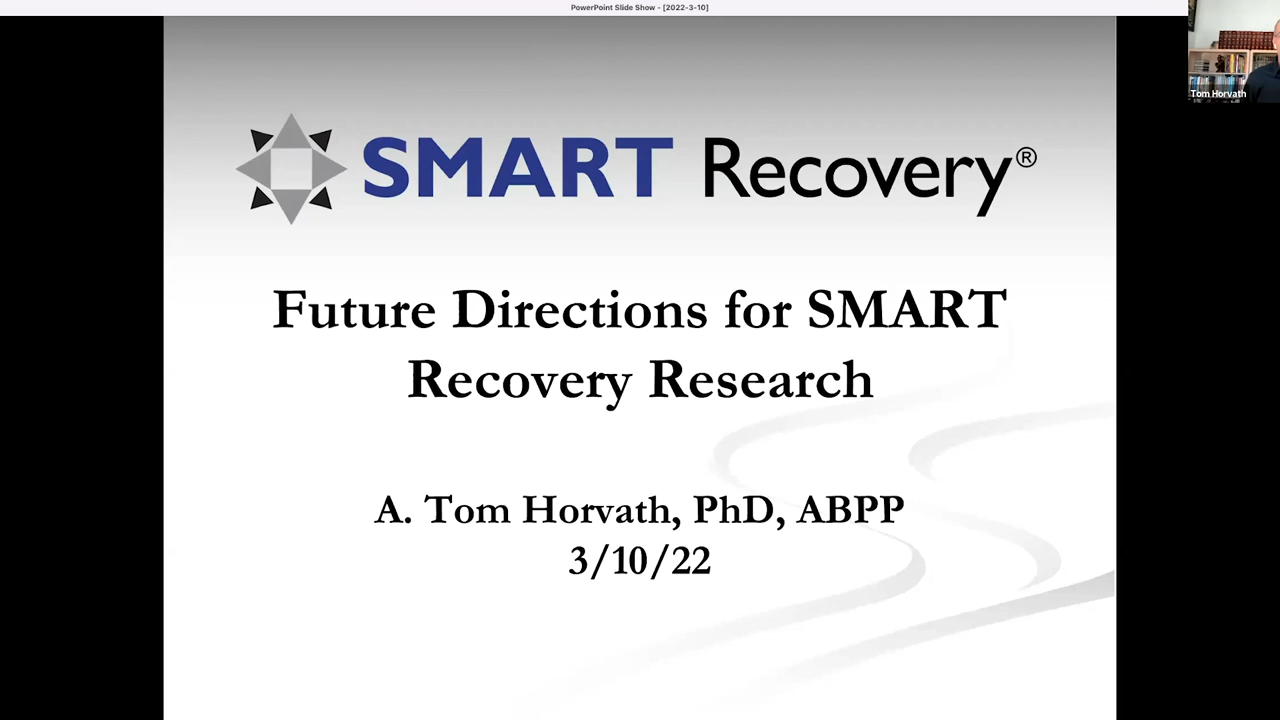 PowerPoint Slide Show - [2022-3-10]
Tom Horvath
SMART Recovery®
Future Directions for SMART
Recovery Research
A. Tom Horvath, PhD, ABPP
3/10/22